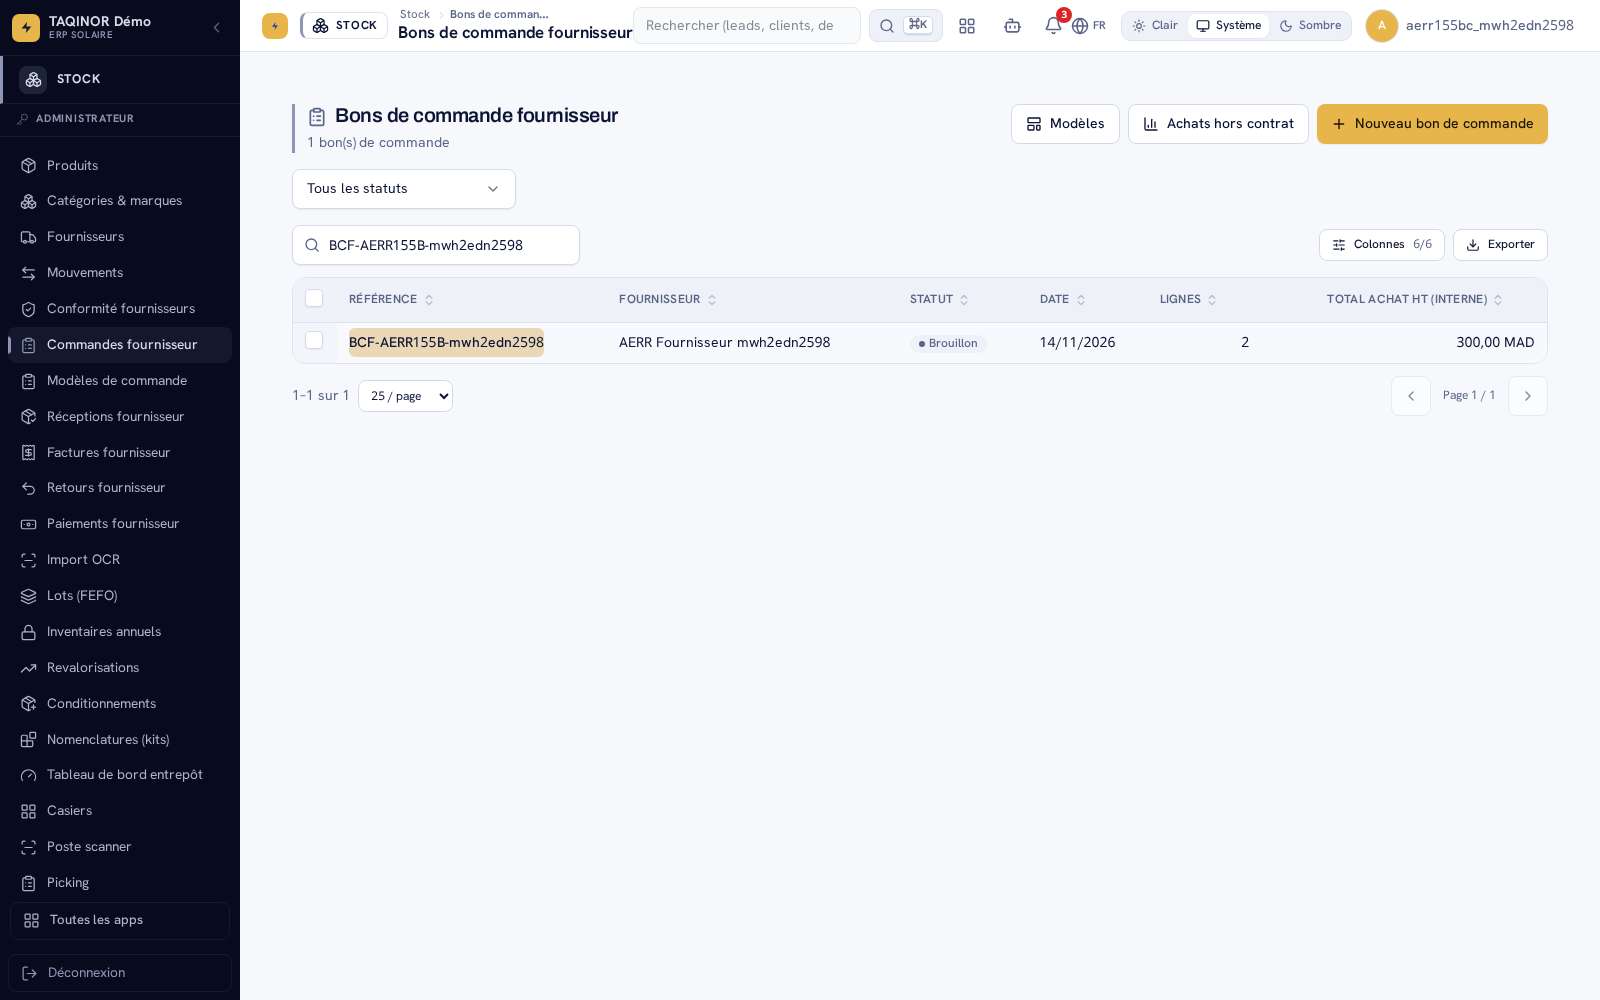 TAQINOR Démo
ERP SOLAIRE
STOCK
ADMINISTRATEUR
Produits
Catégories & marques
Fournisseurs
Mouvements
Conformité fournisseurs
Commandes fournisseur
Modèles de commande
Réceptions fournisseur
Factures fournisseur
Retours fournisseur
Paiements fournisseur
Import OCR
Lots (FEFO)
Inventaires annuels
Revalorisations
Conditionnements
Nomenclatures (kits)
Tableau de bord entrepôt
Casiers
Poste scanner
Picking
Toutes les apps
Déconnexion
STOCK
Stock Bons de comman...
Bons de commande fournisseur
Rechercher (leads, clients, de
⌘K
3
FR
Clair Système Sombre
A
aerr155bc_mwh2edn2598
Bons de commande fournisseur
1 bon(s) de commande
Modèles
Achats hors contrat
Nouveau bon de commande
Tous les statuts
BCF-AERR155B-mwh2edn2598
Colonnes 6/6
Exporter
RÉFÉRENCE FOURNISSEUR STATUT DATE LIGNES TOTAL ACHAT HT (INTERNE)
BCF-AERR155B-mwh2edn2598 AERR Fournisseur mwh2edn2598 Brouillon 14/11/2026 2 300,00 MAD
1–1 sur 1
25 / page
Page 1 / 1